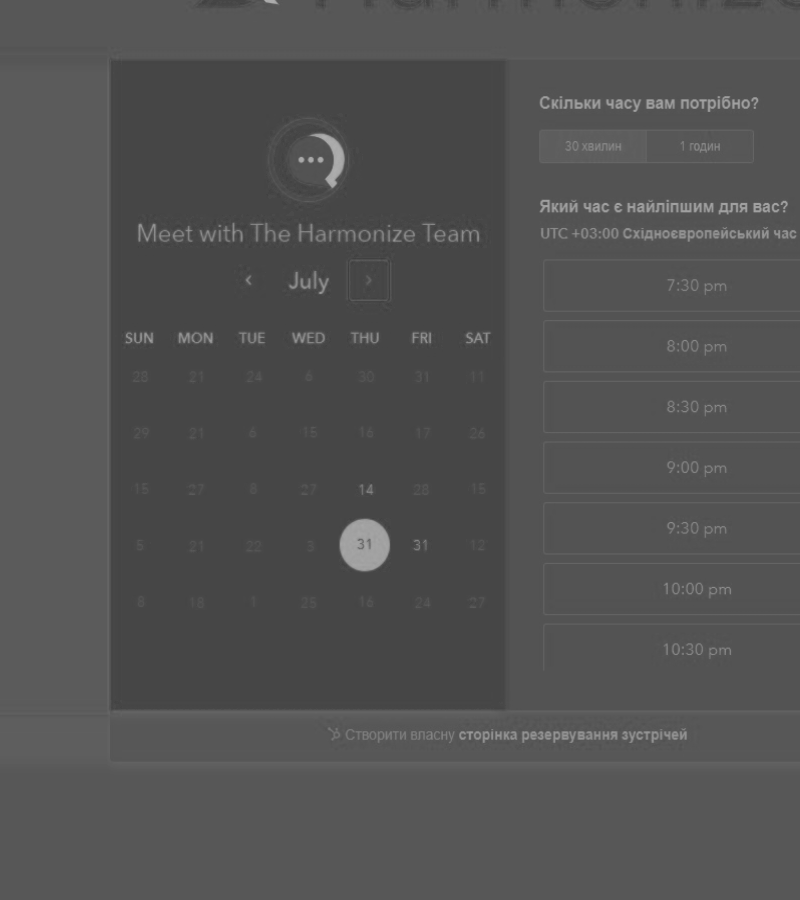 Meet with The Harmonize Team
July
SUN MON TUE WED THU FRI SAT
28 21 24 6 30 31 11
29 21 6 15 16 17 26
15 27 8 27 14 28 15
5 21 22 3 31 31 12
8 18 1 25 16 24 27
Скільки часу вам потрібно?
30 хвилин 1 годин
Який час є найліпшим для вас?
UTC +03:00 Східноєвропейський час
7:30 pm
8:00 pm
8:30 pm
9:00 pm
9:30 pm
10:00 pm
10:30 pm
Створити власну сторінка резервування зустрічей